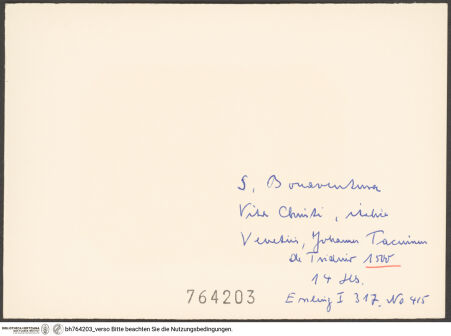 S. Bonaventura
Vita Christi, italice
Venetiis, Johannes Tacuinus
de Tridino 1500
14 Hs.
Essling I 317, No 415
764203
BIBLIOTHECA HERTZIANA
bh764203_verso Bitte beachten Sie die Nutzungsbedingungen.